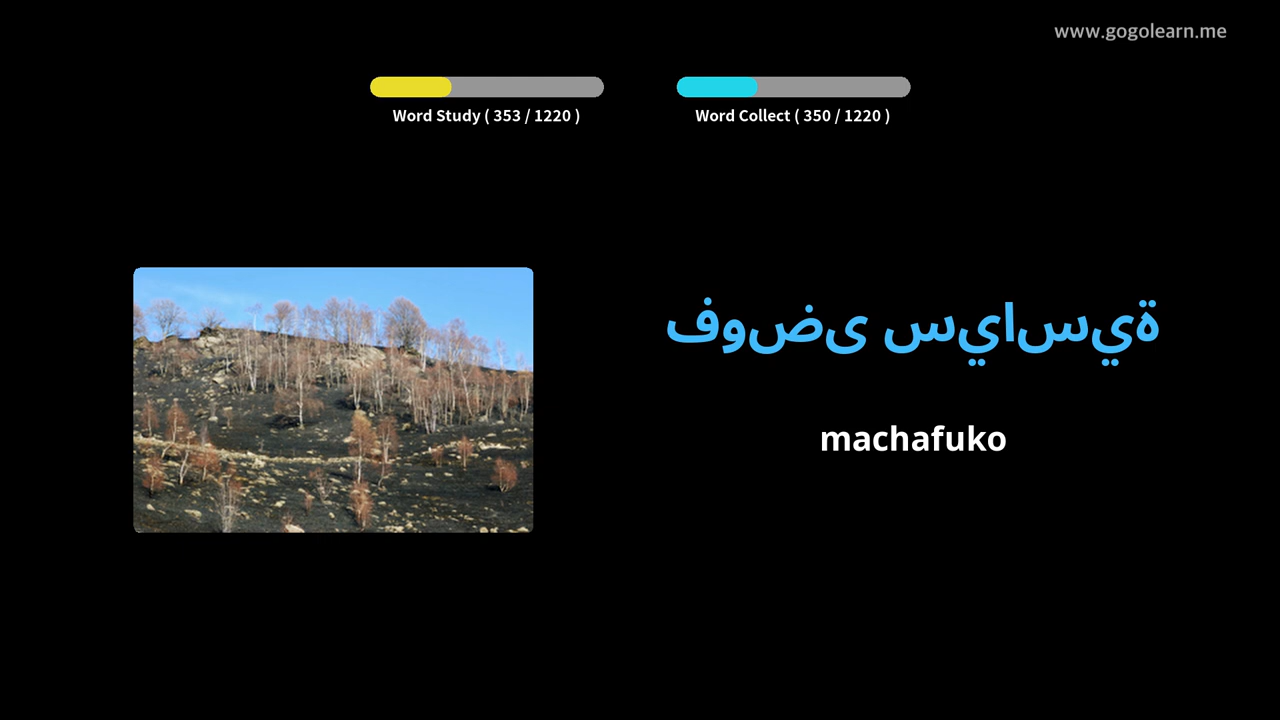 www.gogolearn.me
Word Study ( 353 / 1220 )
Word Collect ( 350 / 1220 )
فوضى سياسية
machafuko